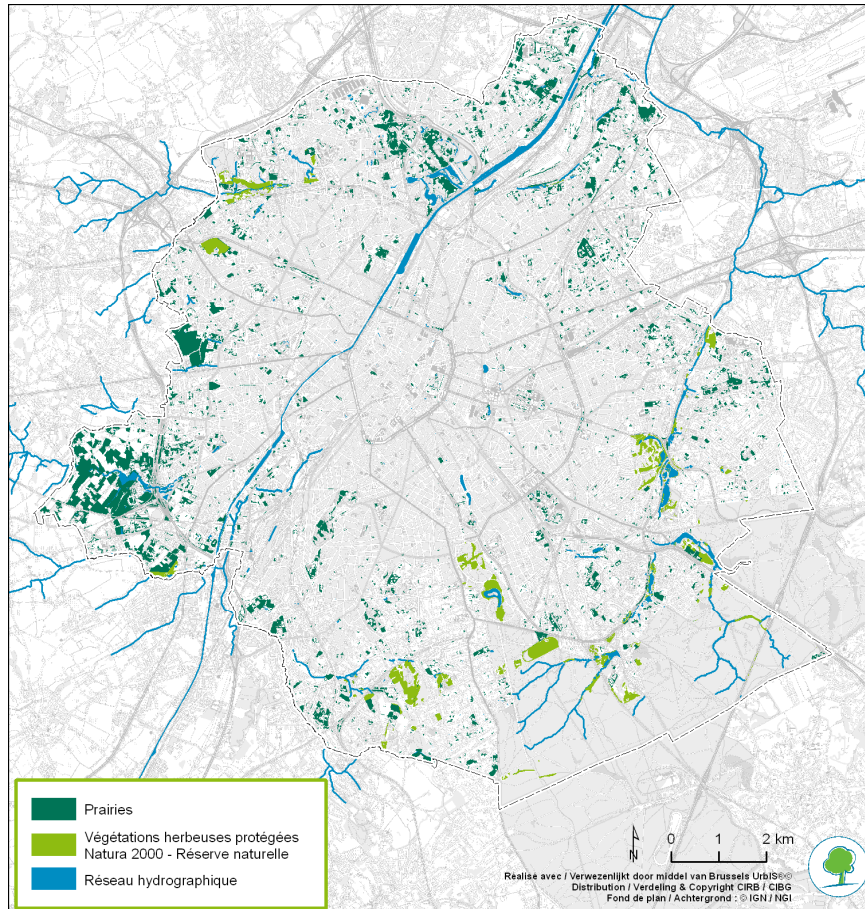 Prairies
Végétations herbeuses protégées
Natura 2000 - Réserve naturelle
Réseau hydrographique
N
0 1 2 km
Réalisé avec / Verwezenlijkt door middel van Brussels UrbIS®©
Distribution / Verdeling & Copyright CIRB / CIBG
Fond de plan / Achtergrond : © IGN / NGI